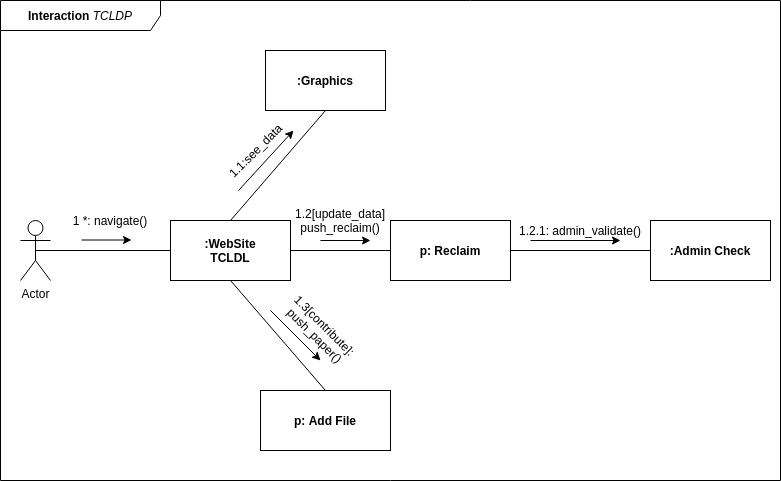 Interaction TCLDP
:Graphics
1.1:see_data
1 *: navigate()
1.2[update_data]
push_reclaim()
1.2.1: admin_validate()
:WebSite
TCLDL
p: Reclaim
:Admin Check
Actor
1.3[contribute]:
push_paper()
p: Add File